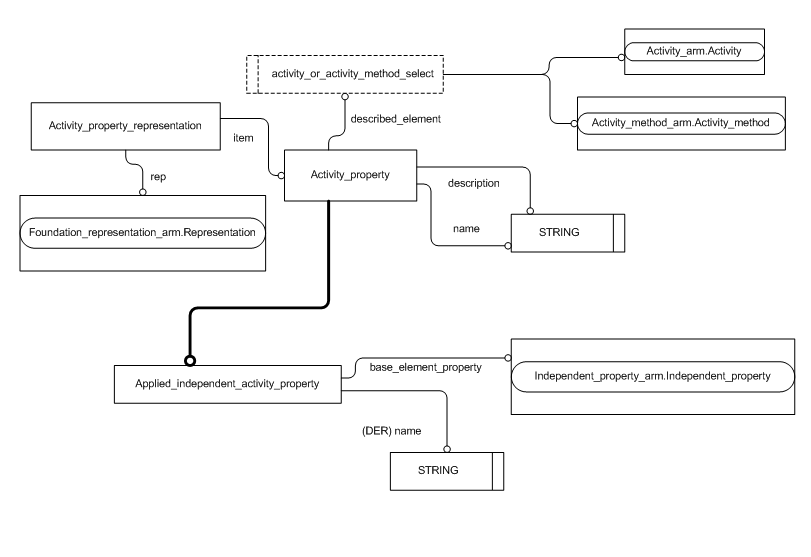 Activity_arm.Activity
activity_or_activity_method_select
Activity_property_representation
described_element
Activity_method_arm.Activity_method
item
Activity_property
rep
description
name
STRING
Foundation_representation_arm.Representation
base_element_property
Independent_property_arm.Independent_property
Applied_independent_activity_property
(DER) name
STRING